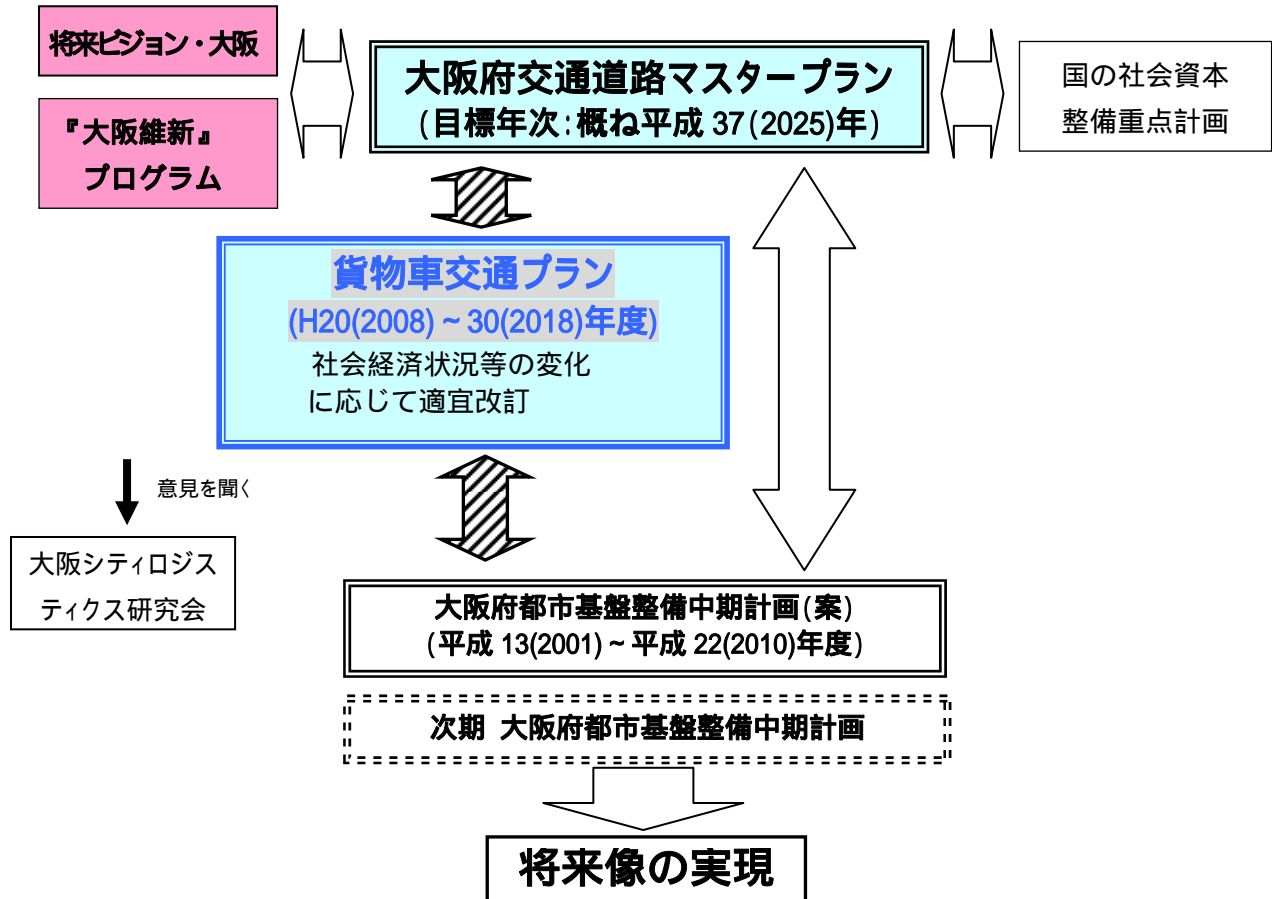 将来ビジョン・大阪
『大阪維新』
プログラム
大阪府交通道路マスタープラン
(目標年次:概ね平成 37(2025)年)
国の社会資本
整備重点計画
貨物車交通プラン
(H20(2008) ~ 30(2018)年度)
社会経済状況等の変化
に応じて適宜改訂
意見を聞く
大阪シティロジス
ティクス研究会
大阪府都市基盤整備中期計画(案)
(平成 13(2001) ~ 平成 22(2010)年度)
次期 大阪府都市基盤整備中期計画
将来像の実現